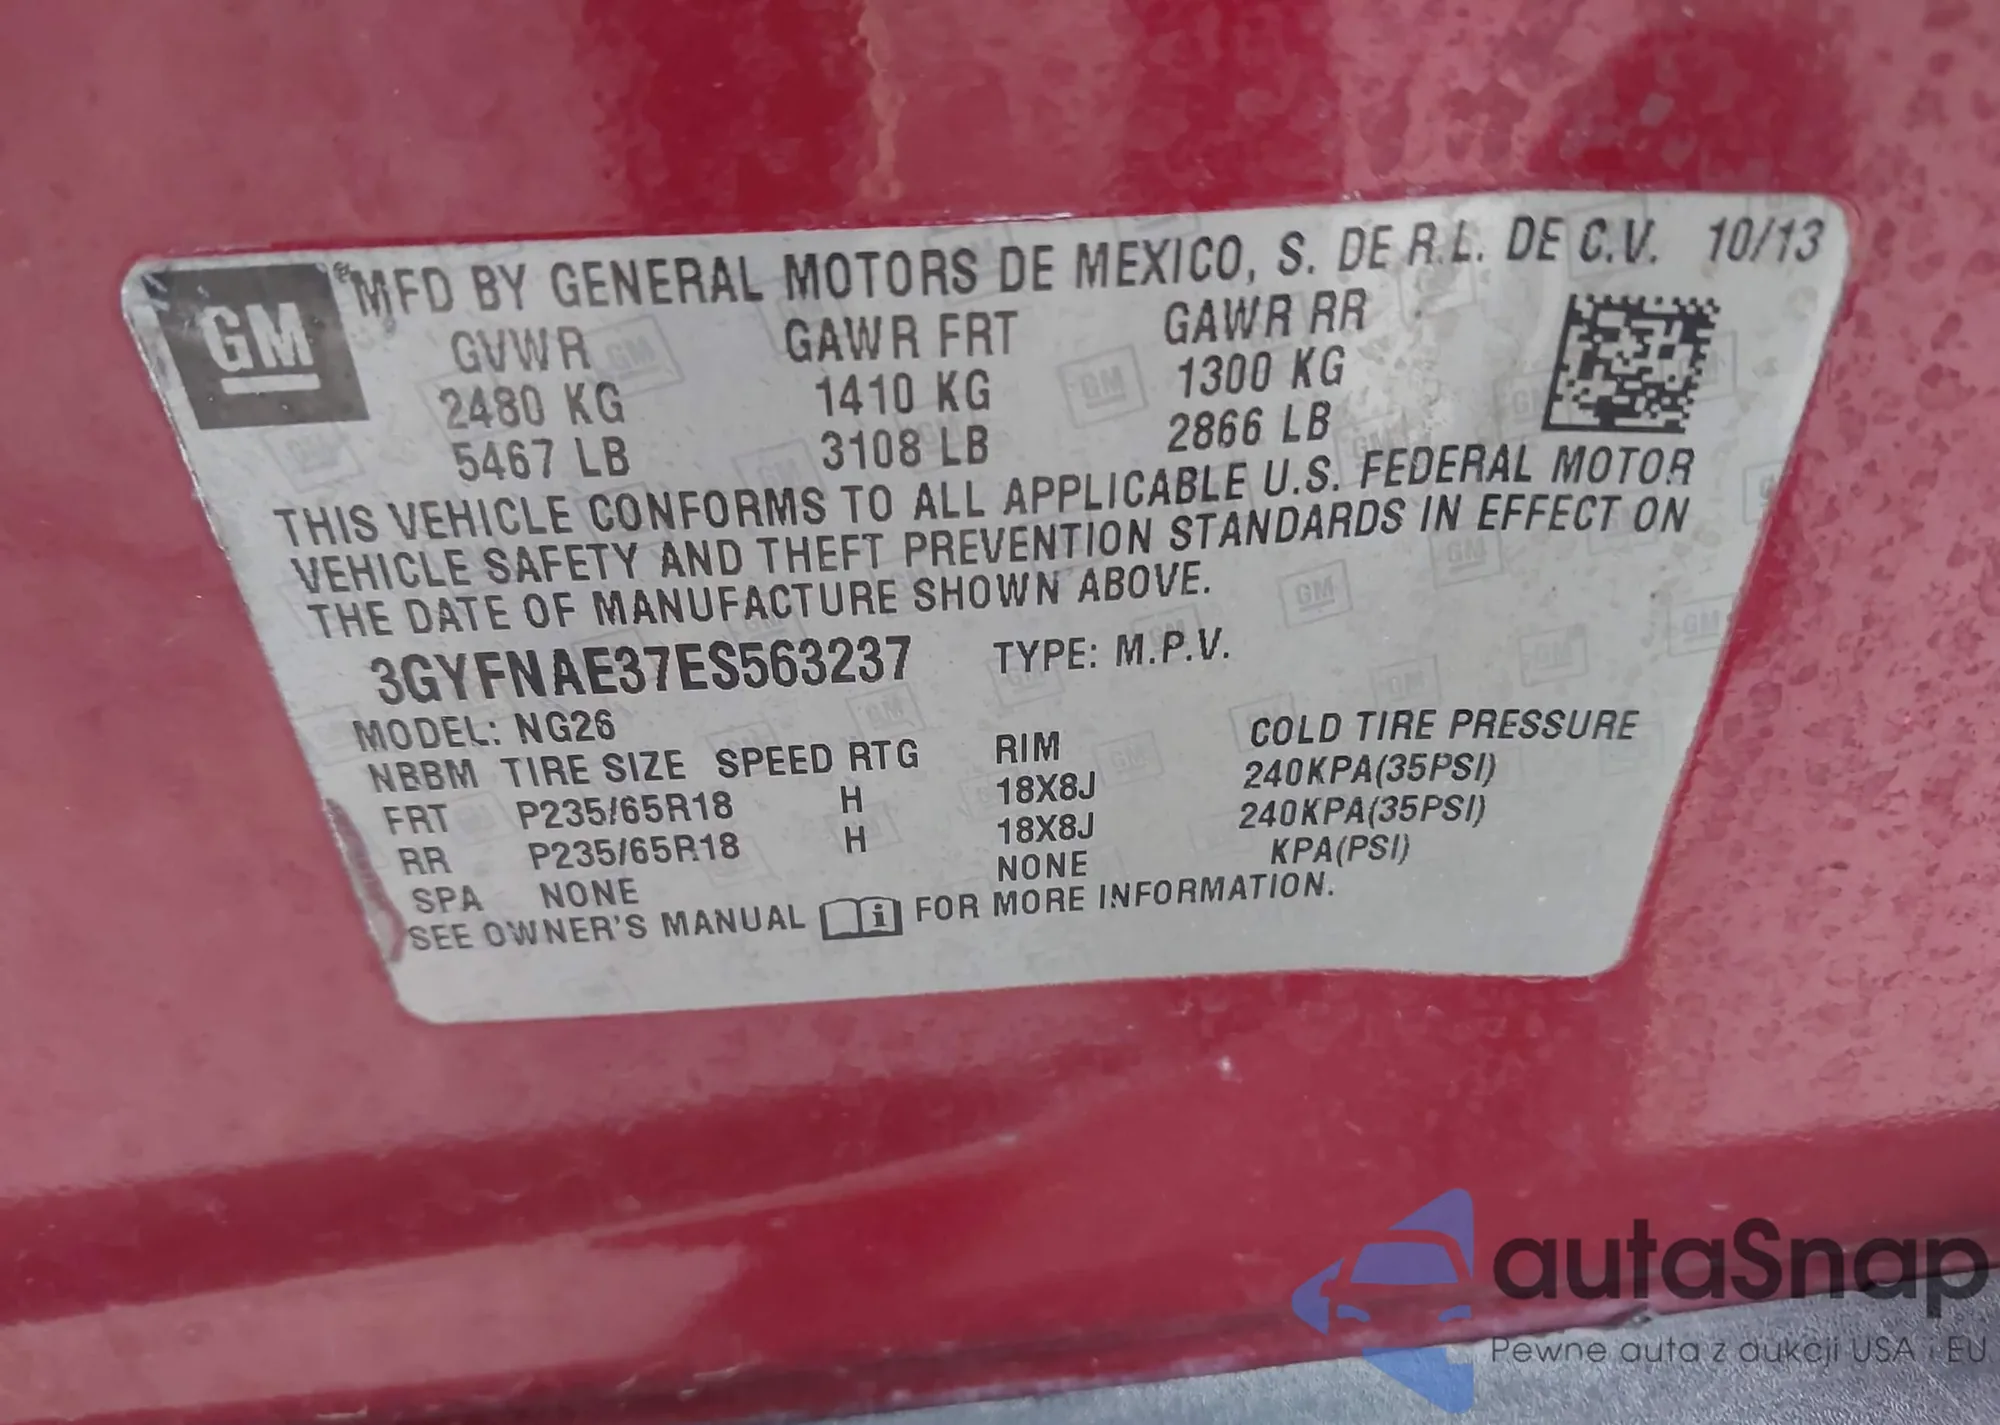 GM
MFD BY GENERAL MOTORS DE MEXICO, S. DE R.L. DE C.V. 10/13
GVWR GAWR FRT GAWR RR
2480 KG 1410 KG 1300 KG
5467 LB 3108 LB 2866 LB
THIS VEHICLE CONFORMS TO ALL APPLICABLE U.S. FEDERAL MOTOR
VEHICLE SAFETY AND THEFT PREVENTION STANDARDS IN EFFECT ON
THE DATE OF MANUFACTURE SHOWN ABOVE.
3GYFNAE37ES563237 TYPE: M.P.V.
MODEL: NG26
NBBM TIRE SIZE SPEED RTG RIM COLD TIRE PRESSURE
FRT P235/65R18 H 18X8J 240KPA(35PSI)
RR P235/65R18 H 18X8J 240KPA(35PSI)
SPA NONE NONE KPA(PSI)
SEE OWNER'S MANUAL FOR MORE INFORMATION.
autaSnap
Pewne auta z aukcji USA i EU